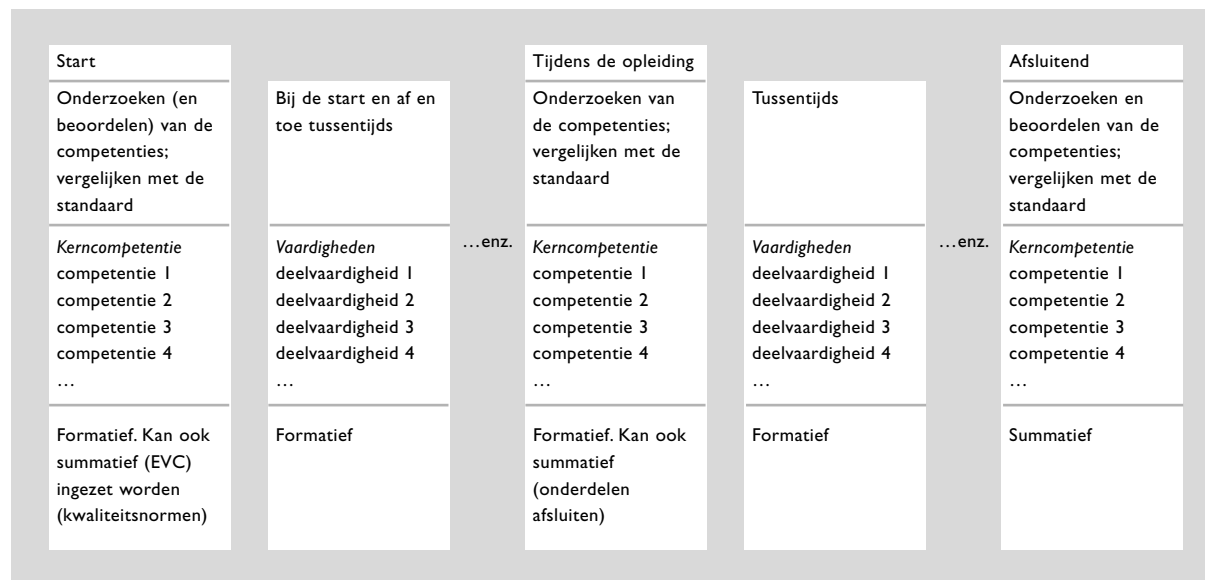 Start
Onderzoeken (en
beoordelen) van de
competenties;
vergelijken met de
standaard
Kerncompetentie
competentie 1
competentie 2
competentie 3
competentie 4
…
Formatief. Kan ook
summatief (EVC)
ingezet worden
(kwaliteitsnormen)
Bij de start en af en
toe tussentijds
Vaardigheden
deelvaardigheid 1
deelvaardigheid 2
deelvaardigheid 3
deelvaardigheid 4
…
Formatief
…enz.
Tijdens de opleiding
Onderzoeken van
de competenties;
vergelijken met de
standaard
Kerncompetentie
competentie 1
competentie 2
competentie 3
competentie 4
…
Formatief. Kan ook
summatief
(onderdelen
afsluiten)
Tussentijds
Vaardigheden
deelvaardigheid 1
deelvaardigheid 2
deelvaardigheid 3
deelvaardigheid 4
…
Formatief
…enz.
Afsluitend
Onderzoeken en
beoordelen van de
competenties;
vergelijken met de
standaard
Kerncompetentie
competentie 1
competentie 2
competentie 3
competentie 4
…
Summatief